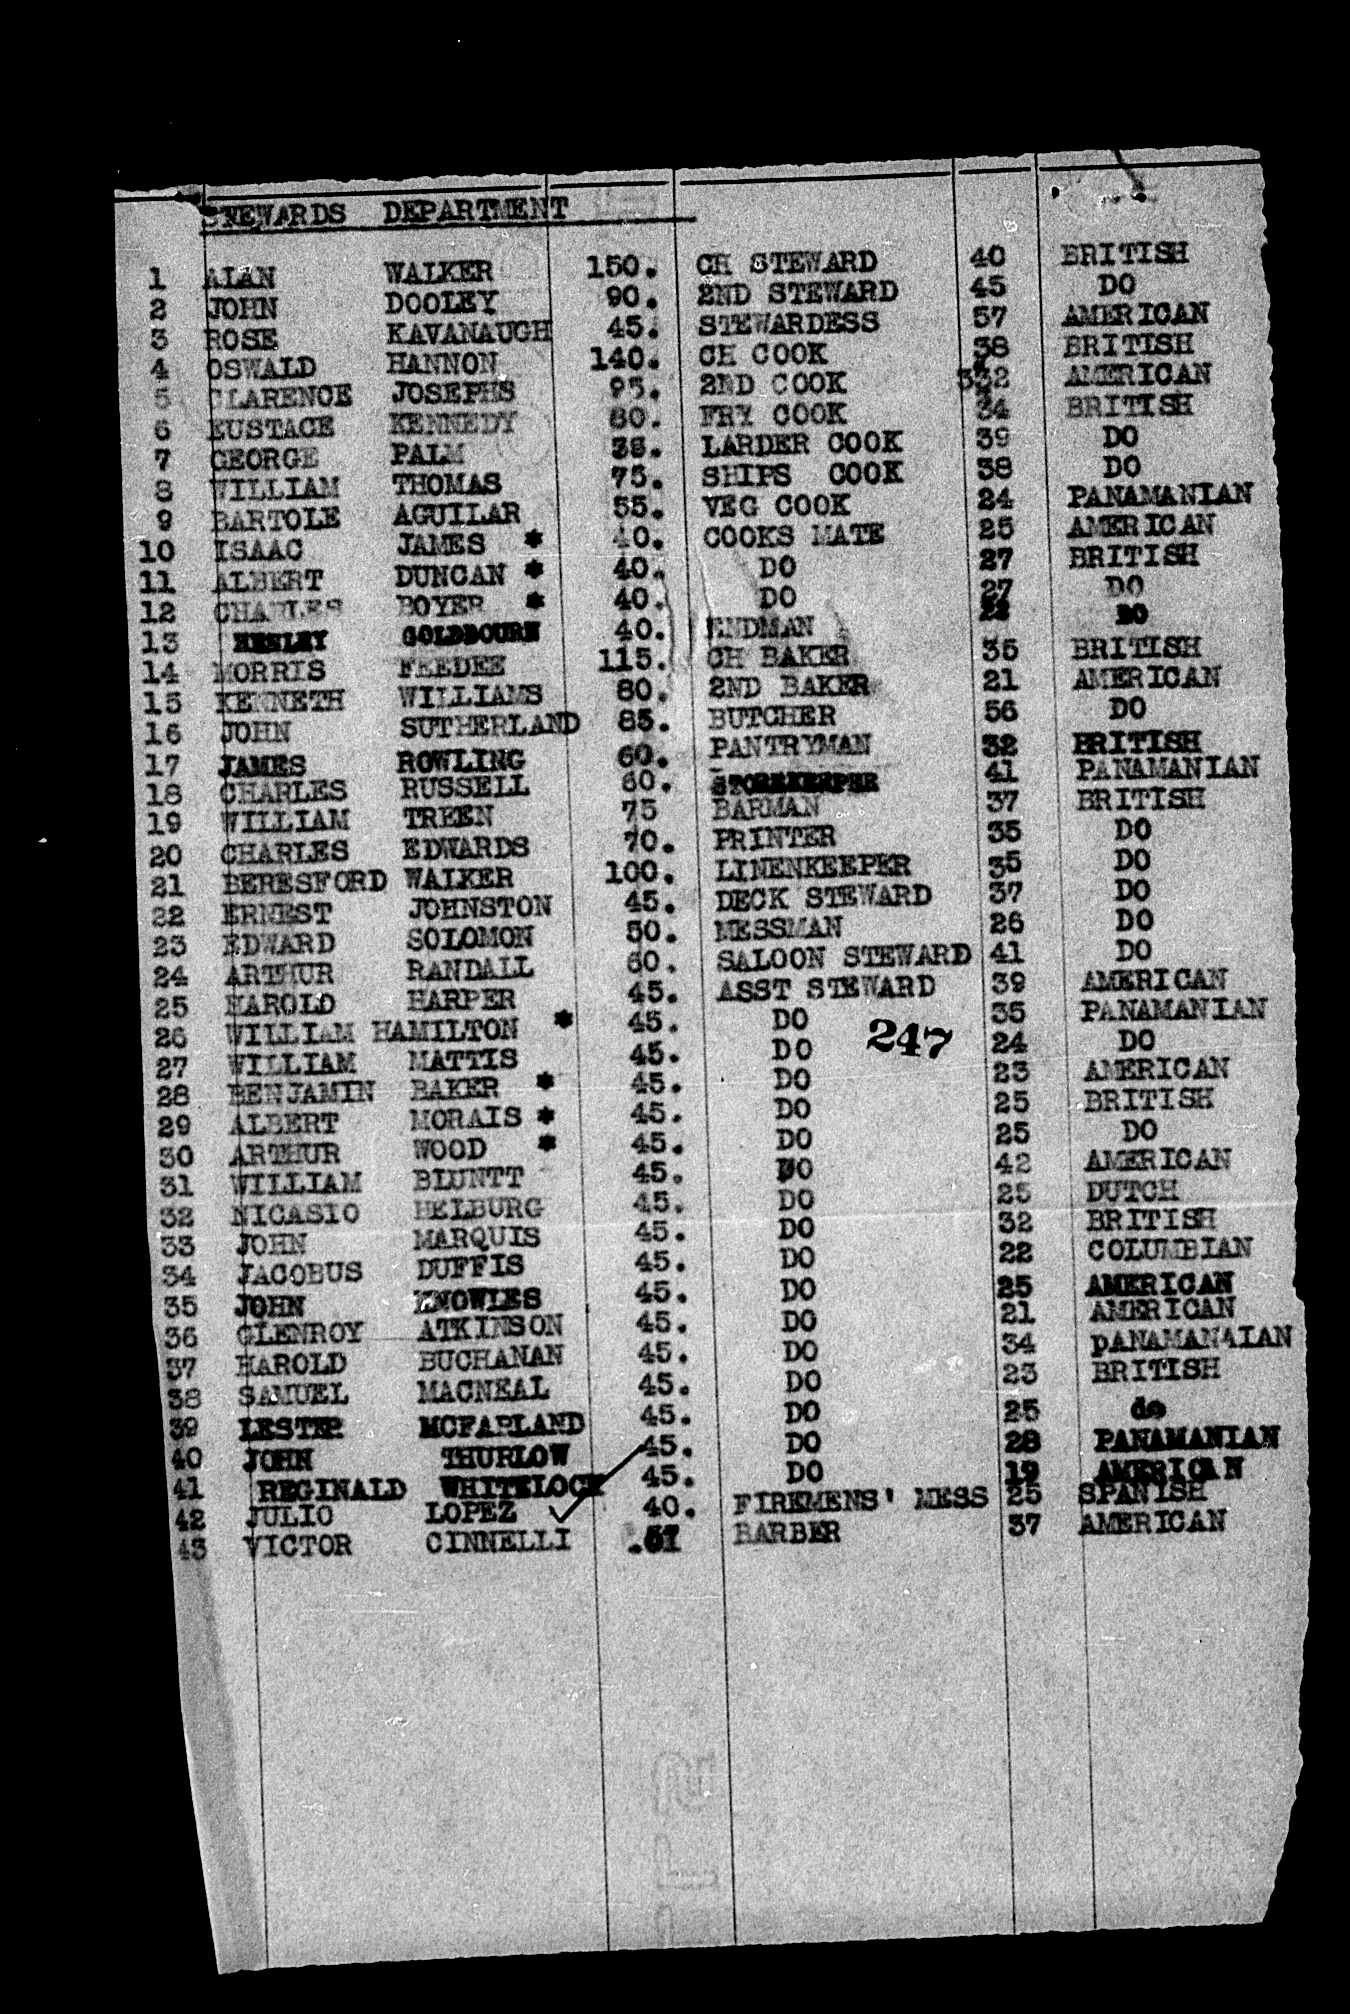 STEWARDS DEPARTMENT
1 ALAN WALKER 150. CH STEWARD 40 BRITISH
2 JOHN DOOLEY 90. 2ND STEWARD 45 DO
3 ROSE KAVANAUGH 45. STEWARDESS 57 AMERICAN
4 OSWALD HANNON 140. CH COOK 38 BRITISH
5 CLARENCE JOSEPHS 95. 2ND COOK 332 AMERICAN
6 EUSTACE KENNEDY 80. FRY COOK 34 BRITISH
7 GEORGE PALM LARDER COOK 39 DO
8 WILLIAM THOMAS 75. SHIPS COOK 38 DO
9 BARTOLE AGUILAR 55. VEG COOK 24 PANAMANIAN
10 ISAAC JAMES * 40. COOKS MATE 25 AMERICAN
11 ALBERT DUNCAN * 40. DO 27 BRITISH
12 CHARLES BOYER * 40. DO 27 DO
13 HENLEY GOLDBOURN 40. ENDMAN 22 DO
14 MORRIS FEEDEE 115. CH BAKER 35 BRITISH
15 KENNETH WILLIAMS 80. 2ND BAKER 21 AMERICAN
16 JOHN SUTHERLAND 85. BUTCHER 56 DO
17 JAMES ROWLING 60. PANTRYMAN 32 BRITISH
18 CHARLES RUSSELL 60. STOREKEEPER 41 PANAMANIAN
19 WILLIAM TREEN 75 BARMAN 37 BRITISH
20 CHARLES EDWARDS 70. PRINTER 35 DO
21 BERESFORD WALKER 100. LINENKEEPER 35 DO
22 ERNEST JOHNSTON 45. DECK STEWARD 37 DO
23 EDWARD SOLOMON 50. MESSMAN 26 DO
24 ARTHUR RANDALL 60. SALOON STEWARD 41 DO
25 HAROLD HARPER 45. ASST STEWARD 39 AMERICAN
26 WILLIAM HAMILTON * 45. DO 35 PANAMANIAN
27 WILLIAM MATTIS 45. DO 247 24 DO
28 BENJAMIN BAKER * 45. DO 23 AMERICAN
29 ALBERT MORAIS * 45. DO 25 BRITISH
30 ARTHUR WOOD * 45. DO 25 DO
31 WILLIAM BLUNTT 45. DO 42 AMERICAN
32 NICASIO HELBURG 45. DO 25 DUTCH
33 JOHN MARQUIS 45. DO 32 BRITISH
34 JACOBUS DUFFIS 45. DO 22 COLUMBIAN
35 JOHN KNOWLES 45. DO 25 AMERICAN
36 GLENROY ATKINSON 45. DO 21 AMERICAN
37 HAROLD BUCHANAN 45. DO 34 pANAMANAIAN
38 SAMUEL MACNEAL 45. DO 23 BRITISH
39 LESTER MCFARLAND 45. DO 25 do
40 JOHN THURLOW 45. DO 28 PANAMANIAN
41 REGINALD WHITELOCK 45. DO 19 AMERICAN
42 JULIO LOPEZ 40. FIREMENS' MESS 25 SPANISH
43 VICTOR CINNELLI BARBER 37 AMERICAN